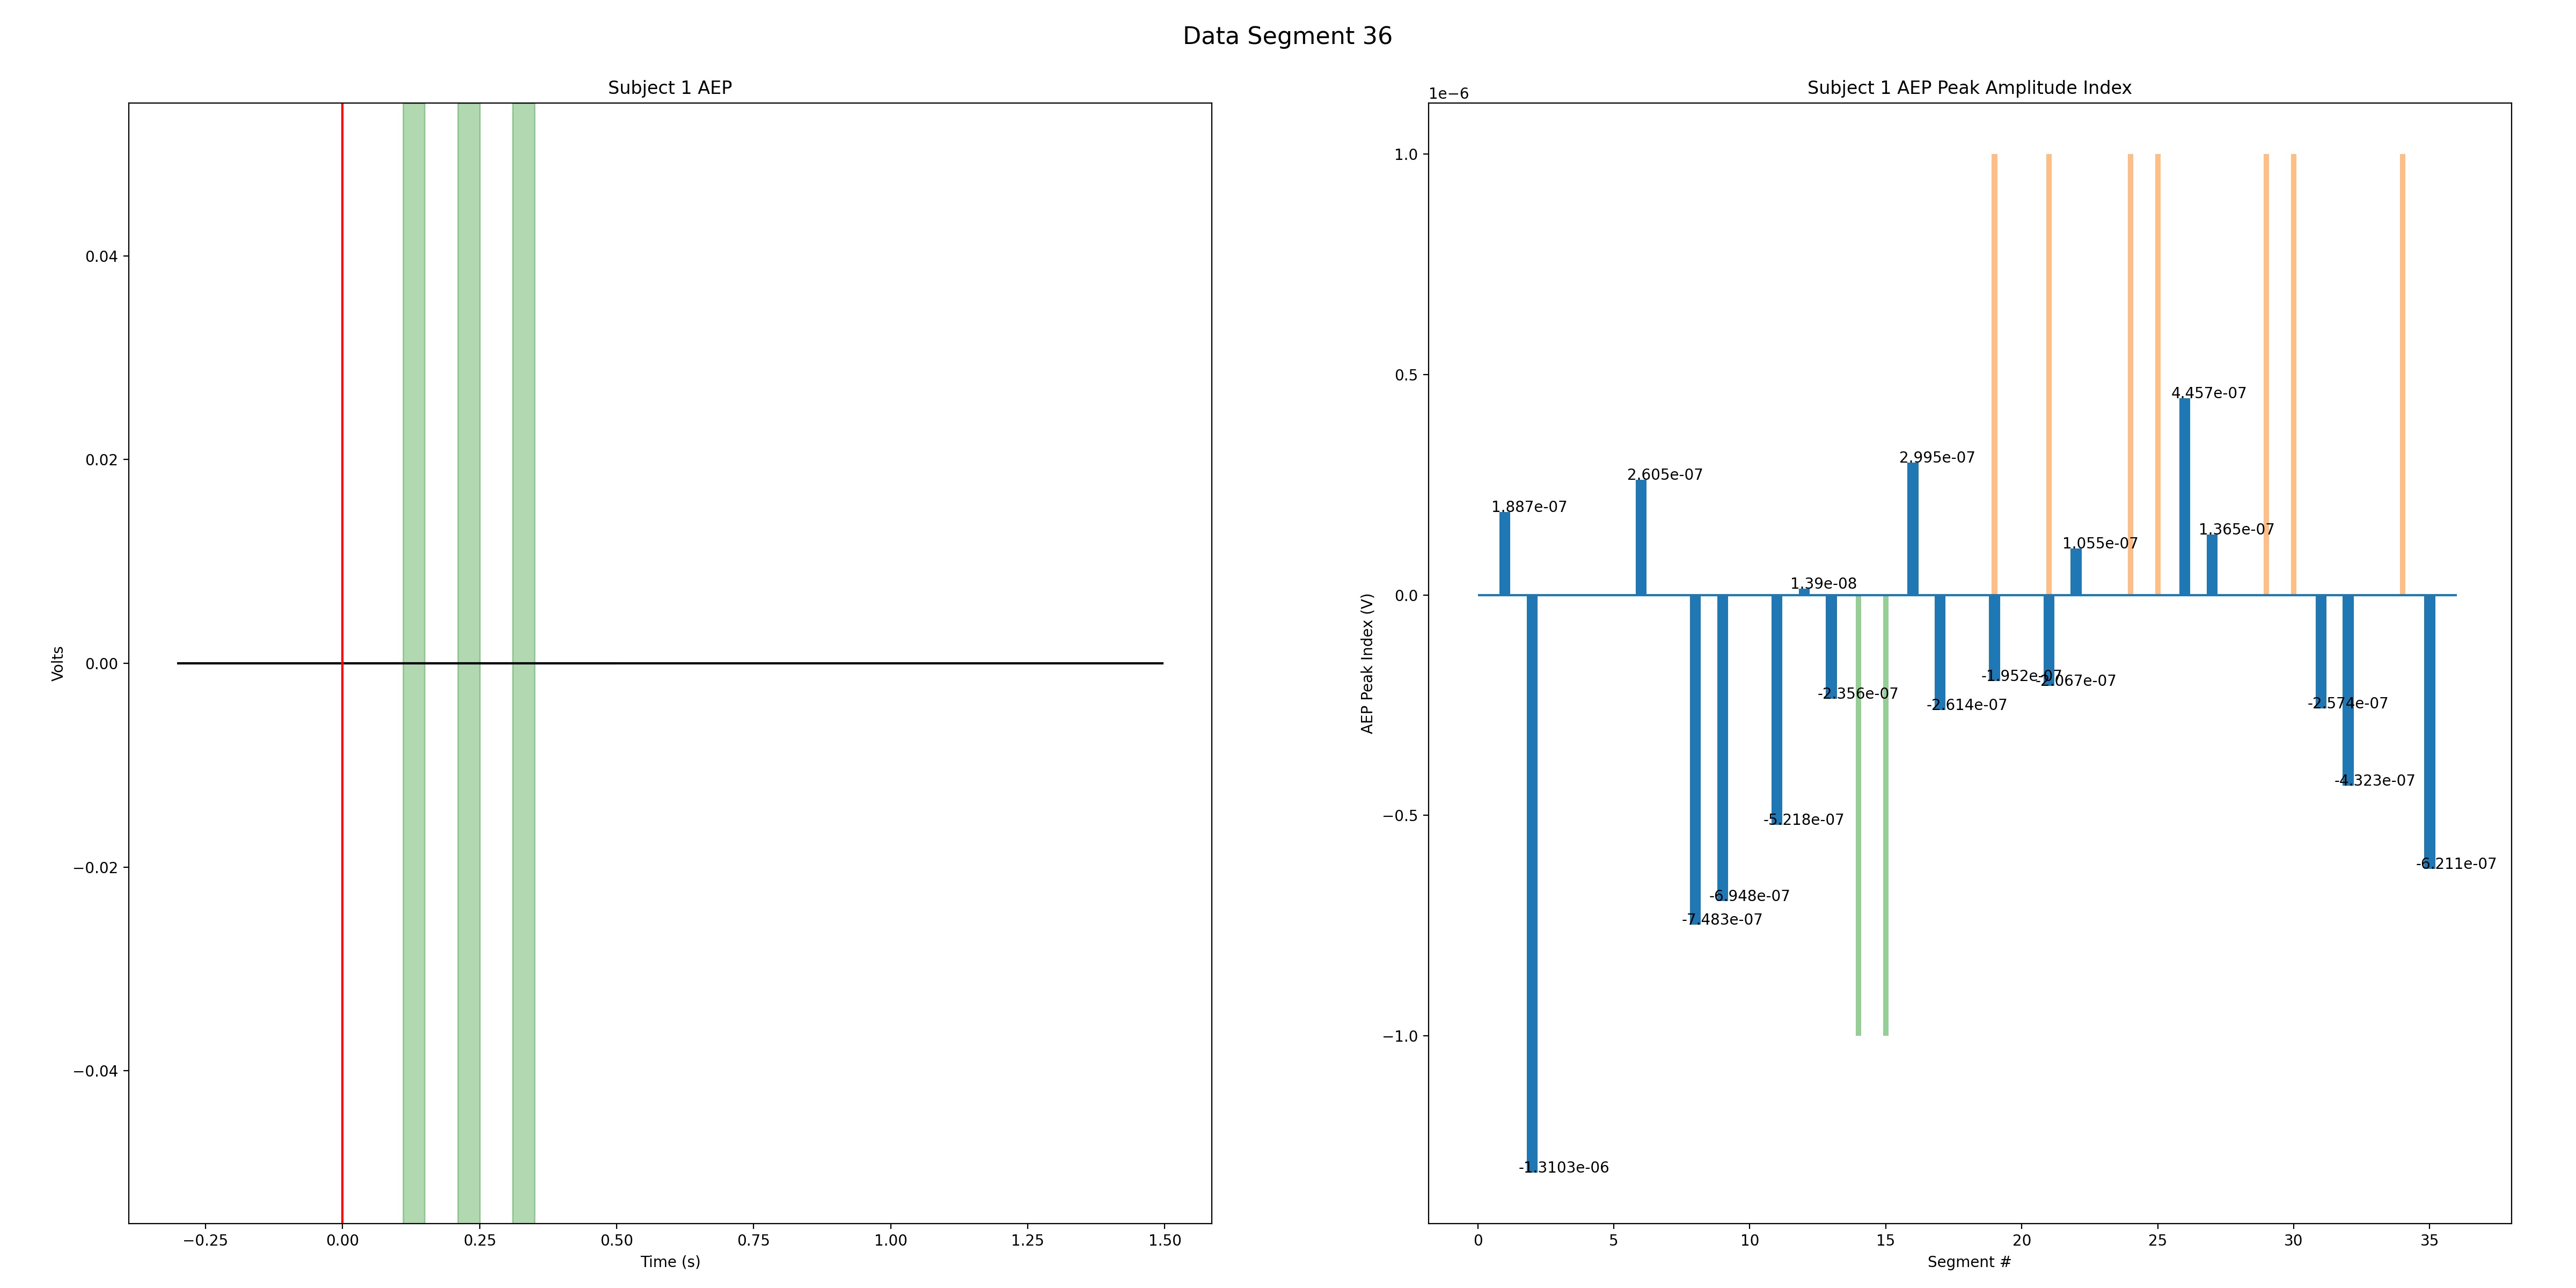 Data Segment 36
Subject 1 AEP
0.04
0.02
0.00
−0.02
−0.04
Volts
−0.25
0.00
0.25
0.50
0.75
1.00
1.25
1.50
Time (s)
Subject 1 AEP Peak Amplitude Index
1e−6
1.0
0.5
0.0
−0.5
−1.0
AEP Peak Index (V)
1.887e-07
-1.3103e-06
2.605e-07
-7.483e-07
-6.948e-07
-5.218e-07
1.39e-08
-2.356e-07
2.995e-07
-2.614e-07
-1.952e-07
-2.067e-07
1.055e-07
4.457e-07
1.365e-07
-2.574e-07
-4.323e-07
-6.211e-07
0
5
10
15
20
25
30
35
Segment #